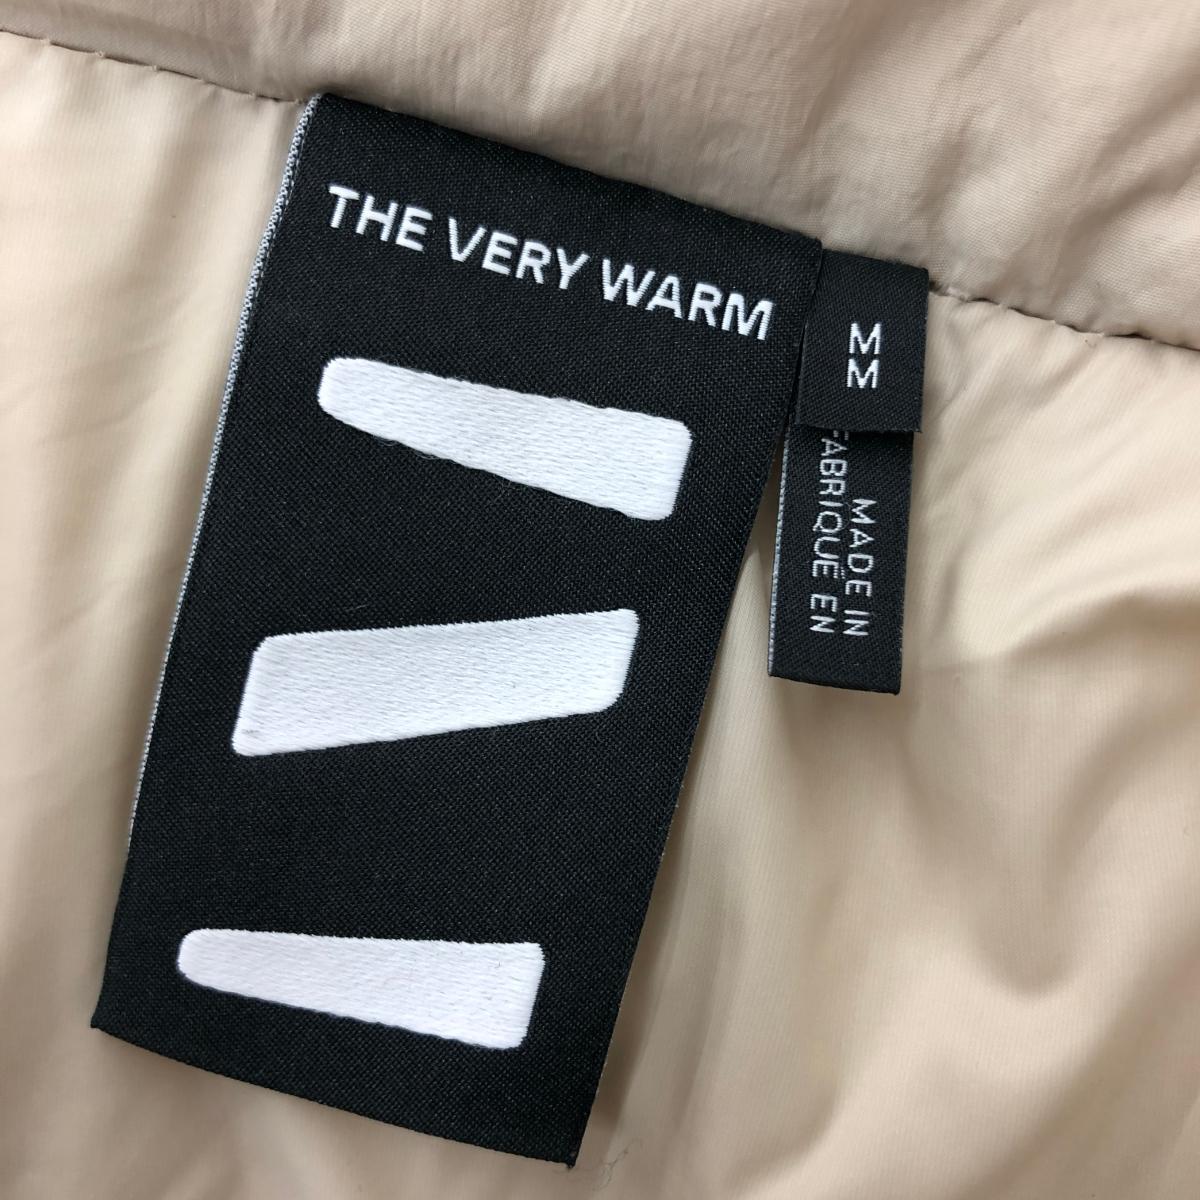 THE VERY WARM
M
M
MADE IN
FABRIQUÉ EN